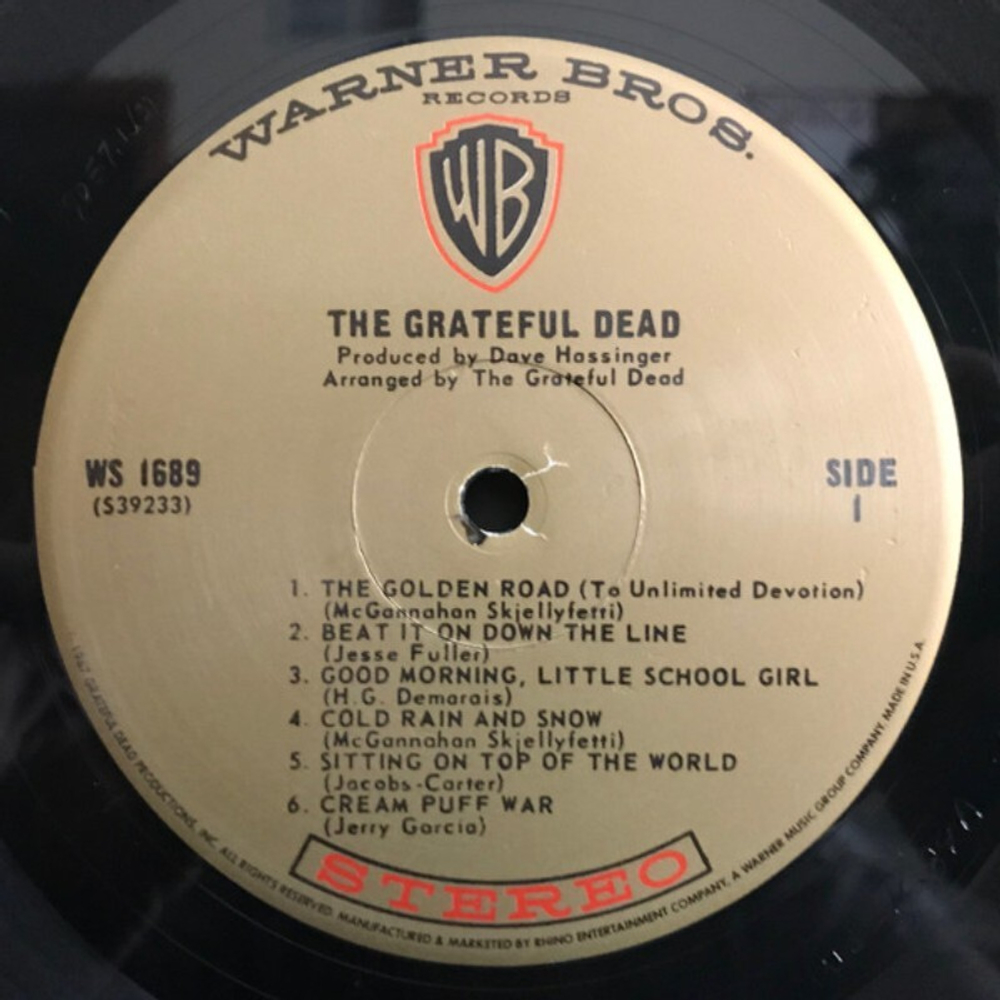 WARNER BROS.
RECORDS
WB
THE GRATEFUL DEAD
Produced by Dave Hassinger
Arranged by The Grateful Dead
WS 1689
(S39233)
SIDE
1
1. THE GOLDEN ROAD (To Unlimited Devotion)
(McGannahan Skjellyfetti)
2. BEAT IT ON DOWN THE LINE
(Jesse Fuller)
3. GOOD MORNING, LITTLE SCHOOL GIRL
(H.G. Demarais)
4. COLD RAIN AND SNOW
(McGannahan Skjellyfetti)
5. SITTING ON TOP OF THE WORLD
(Jacobs-Carter)
6. CREAM PUFF WAR
(Jerry Garcia)
STEREO
1967 GRATEFUL DEAD PRODUCTIONS, INC. ALL RIGHTS RESERVED. MANUFACTURED & MARKETED BY RHINO ENTERTAINMENT COMPANY, A WARNER MUSIC GROUP COMPANY. MADE IN U.S.A.